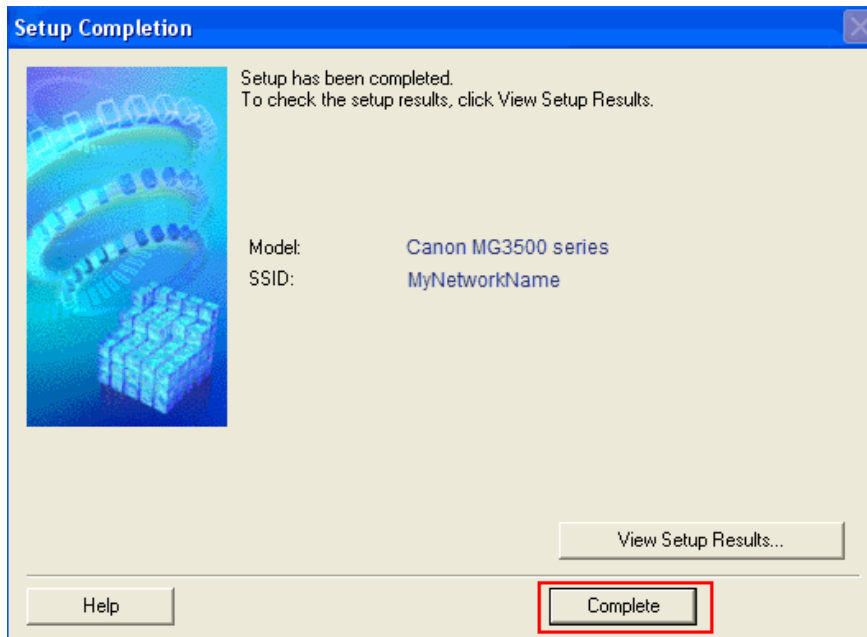 Setup Completion
Setup has been completed.
To check the setup results, click View Setup Results.
Model: Canon MG3500 series
SSID: MyNetworkName
View Setup Results...
Help Complete